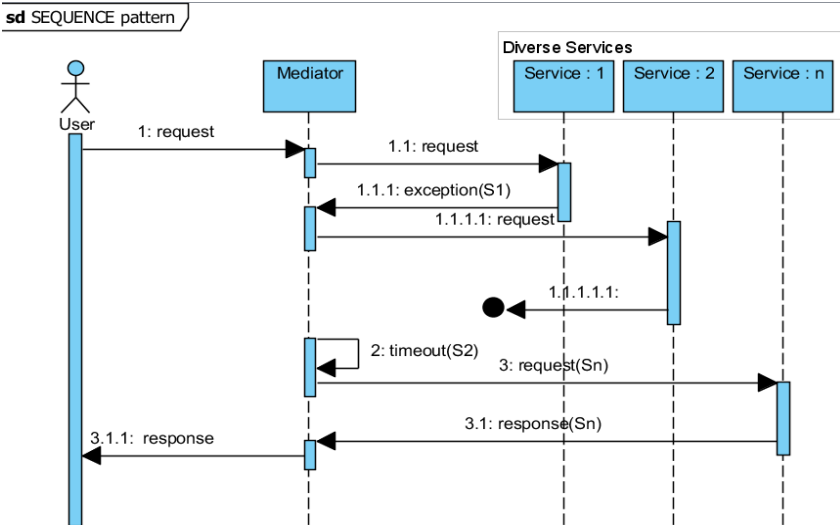 sd SEQUENCE pattern
Diverse Services
Mediator
Service : 1
Service : 2
Service : n
User
1: request
1.1: request
1.1.1: exception(S1)
1.1.1.1: request
1.1.1.1.1:
2: timeout(S2)
3: request(Sn)
3.1: response(Sn)
3.1.1: response